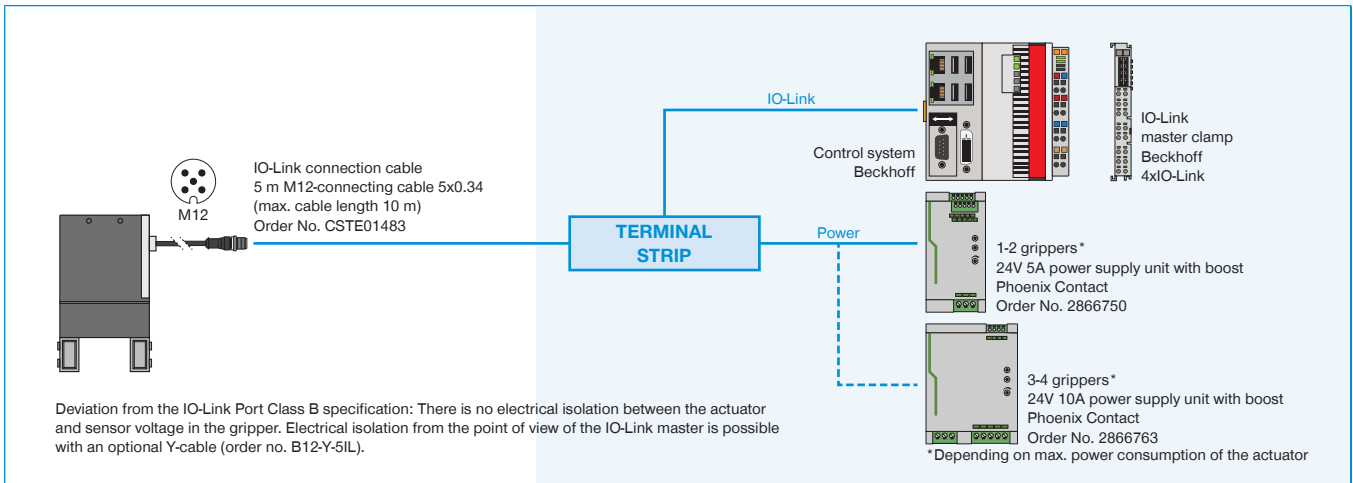 IO-Link
IO-Link
master clamp
Beckhoff
4xIO-Link
Control system
Beckhoff
M12
IO-Link connection cable
5 m M12-connecting cable 5x0.34
(max. cable length 10 m)
Order No. CSTE01483
TERMINAL
STRIP
Power
1-2 grippers*
24V 5A power supply unit with boost
Phoenix Contact
Order No. 2866750
3-4 grippers*
24V 10A power supply unit with boost
Phoenix Contact
Order No. 2866763
*Depending on max. power consumption of the actuator
Deviation from the IO-Link Port Class B specification: There is no electrical isolation between the actuator
and sensor voltage in the gripper. Electrical isolation from the point of view of the IO-Link master is possible
with an optional Y-cable (order no. B12-Y-5IL).